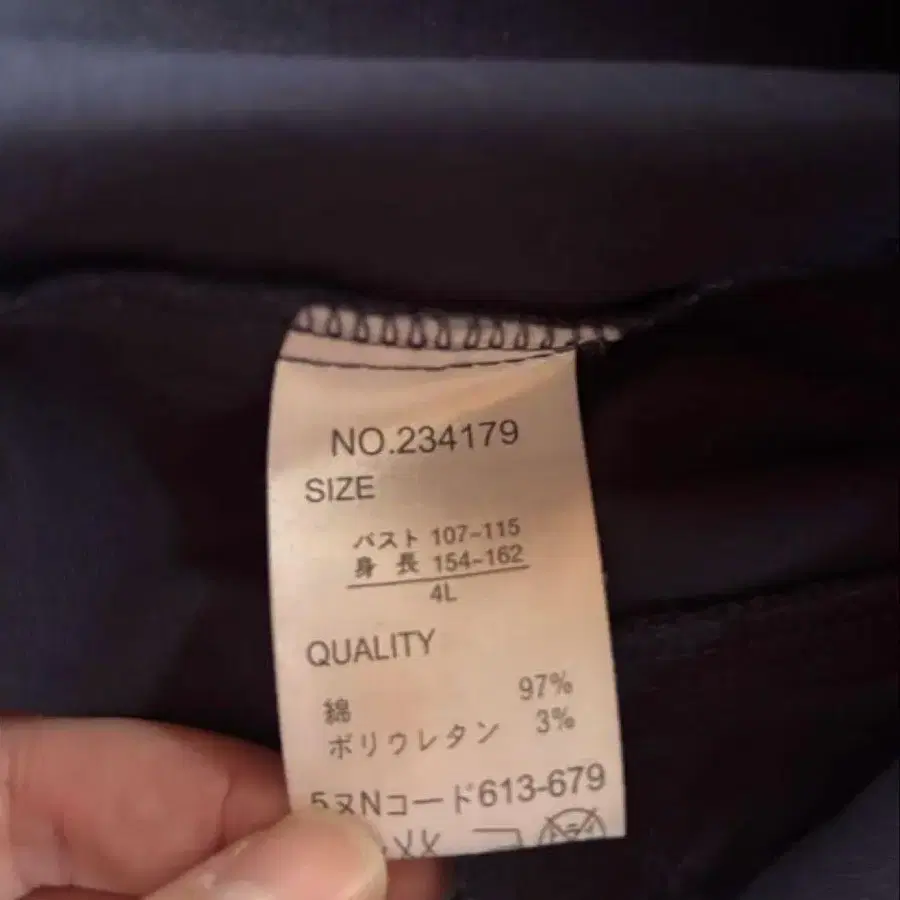 NO.234179
SIZE
バスト 107-115
身 長 154-162
4L
QUALITY
綿 97%
ポリウレタン 3%
5ヌNコード613-679